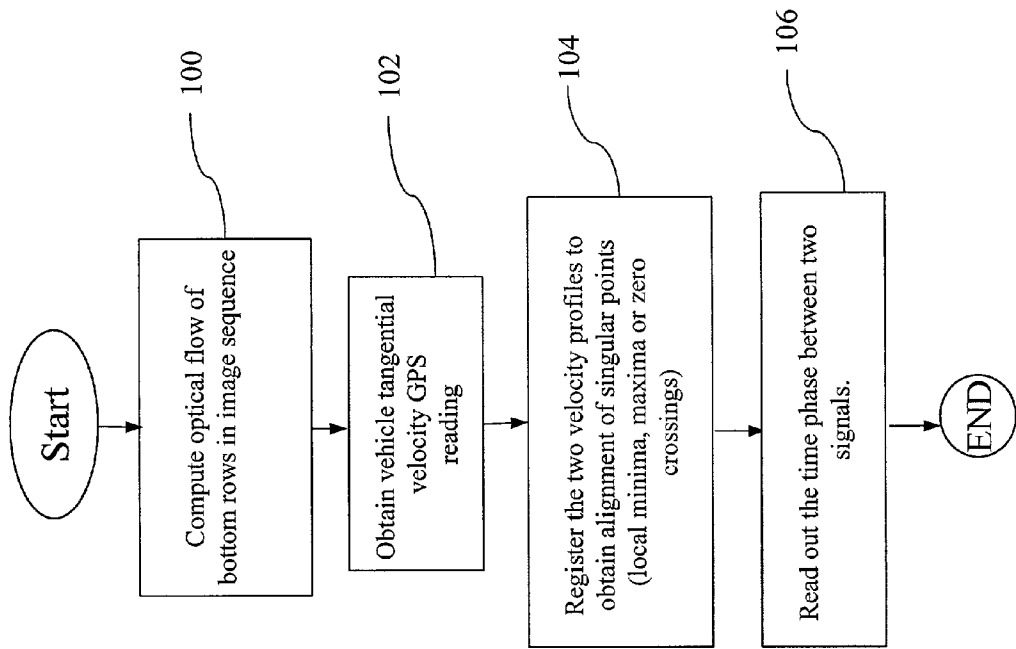 Start
Compute optical flow of
bottom rows in image sequence
100
Obtain vehicle tangential
velocity GPS
reading
102
Register the two velocity profiles to
obtain alignment of singular points
(local minima, maxima or zero
crossings)
104
Read out the time phase between two
signals.
106
END